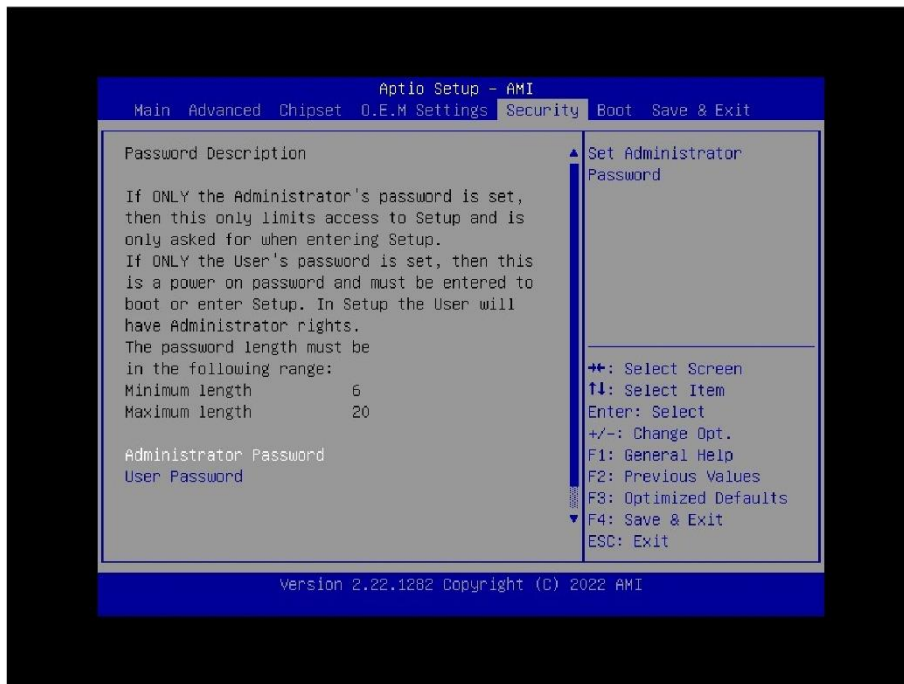 Aptio Setup – AMI
Main Advanced Chipset O.E.M Settings Security Boot Save & Exit
Password Description
If ONLY the Administrator's password is set,
then this only limits access to Setup and is
only asked for when entering Setup.
If ONLY the User's password is set, then this
is a power on password and must be entered to
boot or enter Setup. In Setup the User will
have Administrator rights.
The password length must be
in the following range:
Minimum length 6
Maximum length 20
Administrator Password
User Password
Set Administrator
Password
→←: Select Screen
↑↓: Select Item
Enter: Select
+/-: Change Opt.
F1: General Help
F2: Previous Values
F3: Optimized Defaults
F4: Save & Exit
ESC: Exit
Version 2.22.1282 Copyright (C) 2022 AMI